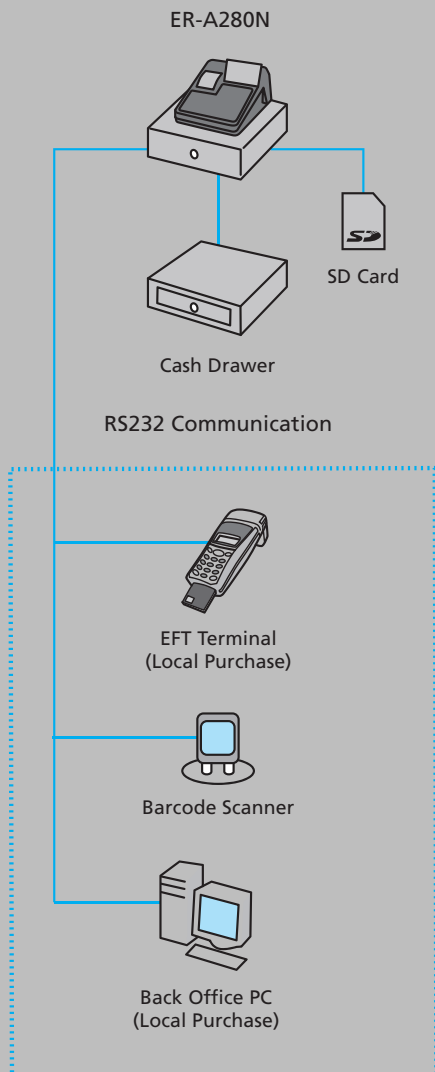 ER-A280N
SD
SD Card
Cash Drawer
RS232 Communication
EFT Terminal
(Local Purchase)
Barcode Scanner
Back Office PC
(Local Purchase)